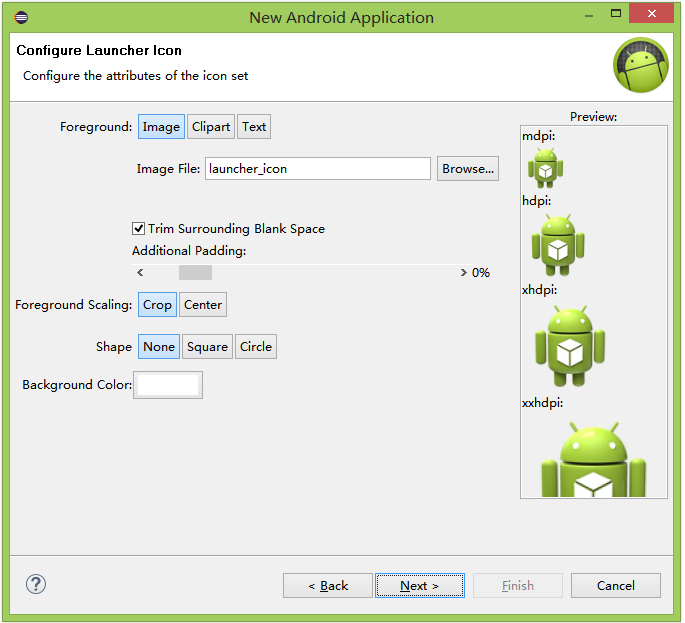 New Android Application
Configure Launcher Icon
Configure the attributes of the icon set
Foreground: Image Clipart Text
Image File: launcher_icon Browse...
Trim Surrounding Blank Space
Additional Padding:
< > 0%
Foreground Scaling: Crop Center
Shape None Square Circle
Background Color:
Preview:
mdpi:
hdpi:
xhdpi:
xxhdpi:
? < Back Next > Finish Cancel